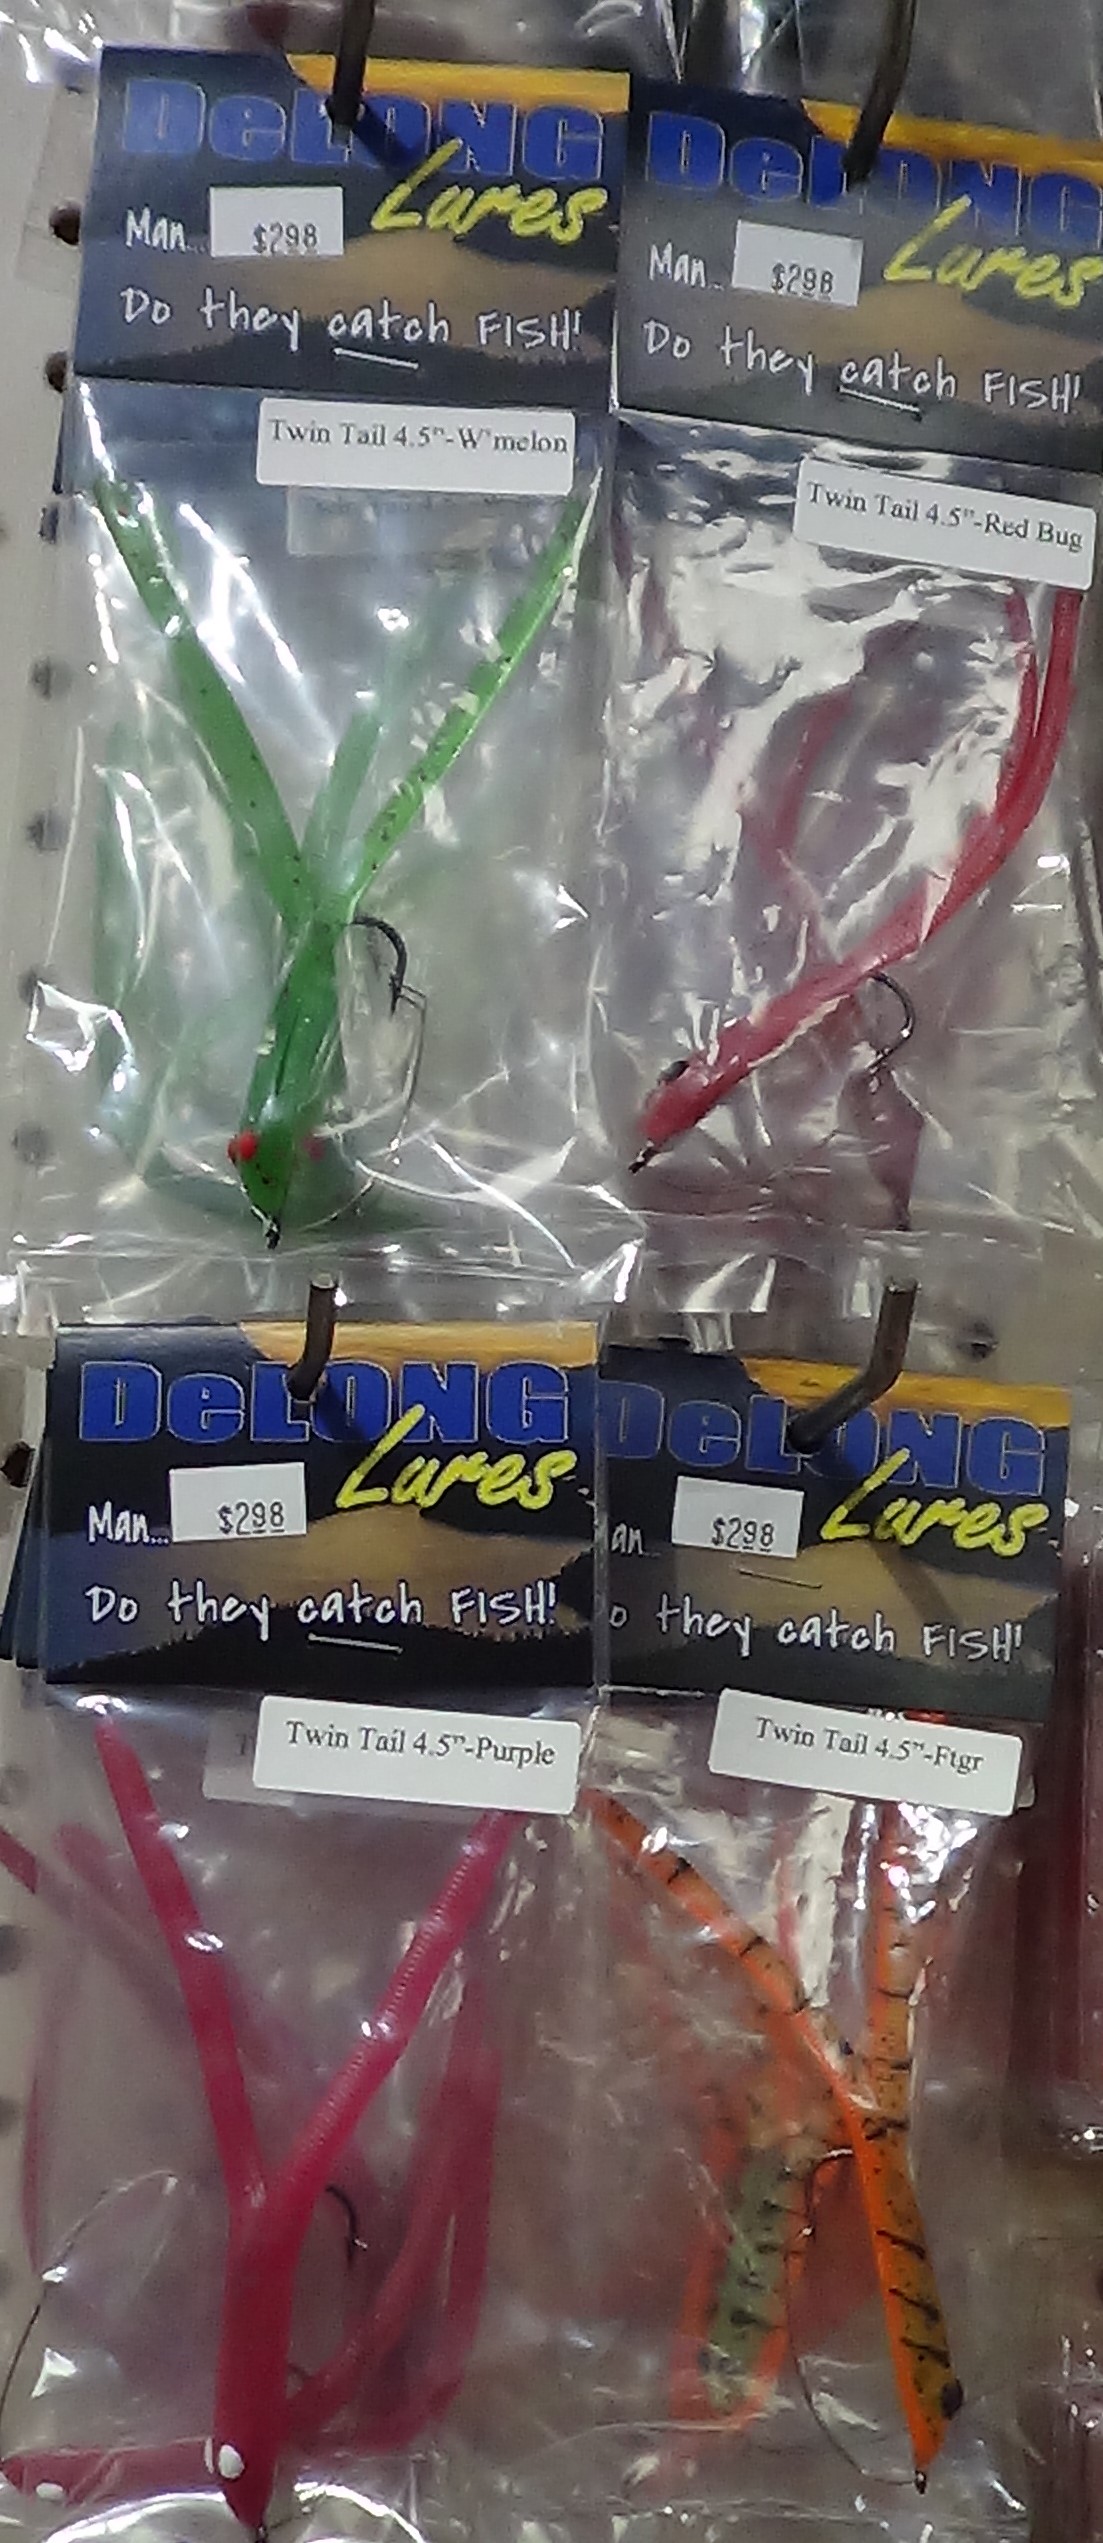 DeLONG
Lures
Man... $298
Do they catch FISH!
Twin Tail 4.5"-W'melon
DeLONG
Lures
Man... $298
Do they catch FISH!
Twin Tail 4.5"-Red Bug
DeLONG
Lures
Man... $298
Do they catch FISH!
Twin Tail 4.5"-Purple
DeLONG
Lures
an... $298
o they catch FISH!
Twin Tail 4.5"-Ftgr